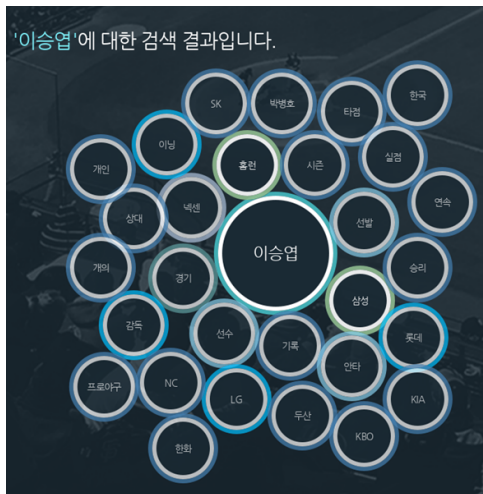 '이승엽'에 대한 검색 결과입니다.
SK
박병호
타점
한국
이닝
홈런
시즌
실점
개인
넥센
상대
선발
연속
이승엽
개의
경기
승리
삼성
감독
선수
기록
롯데
안타
프로야구
NC
LG
두산
KIA
KBO
한화